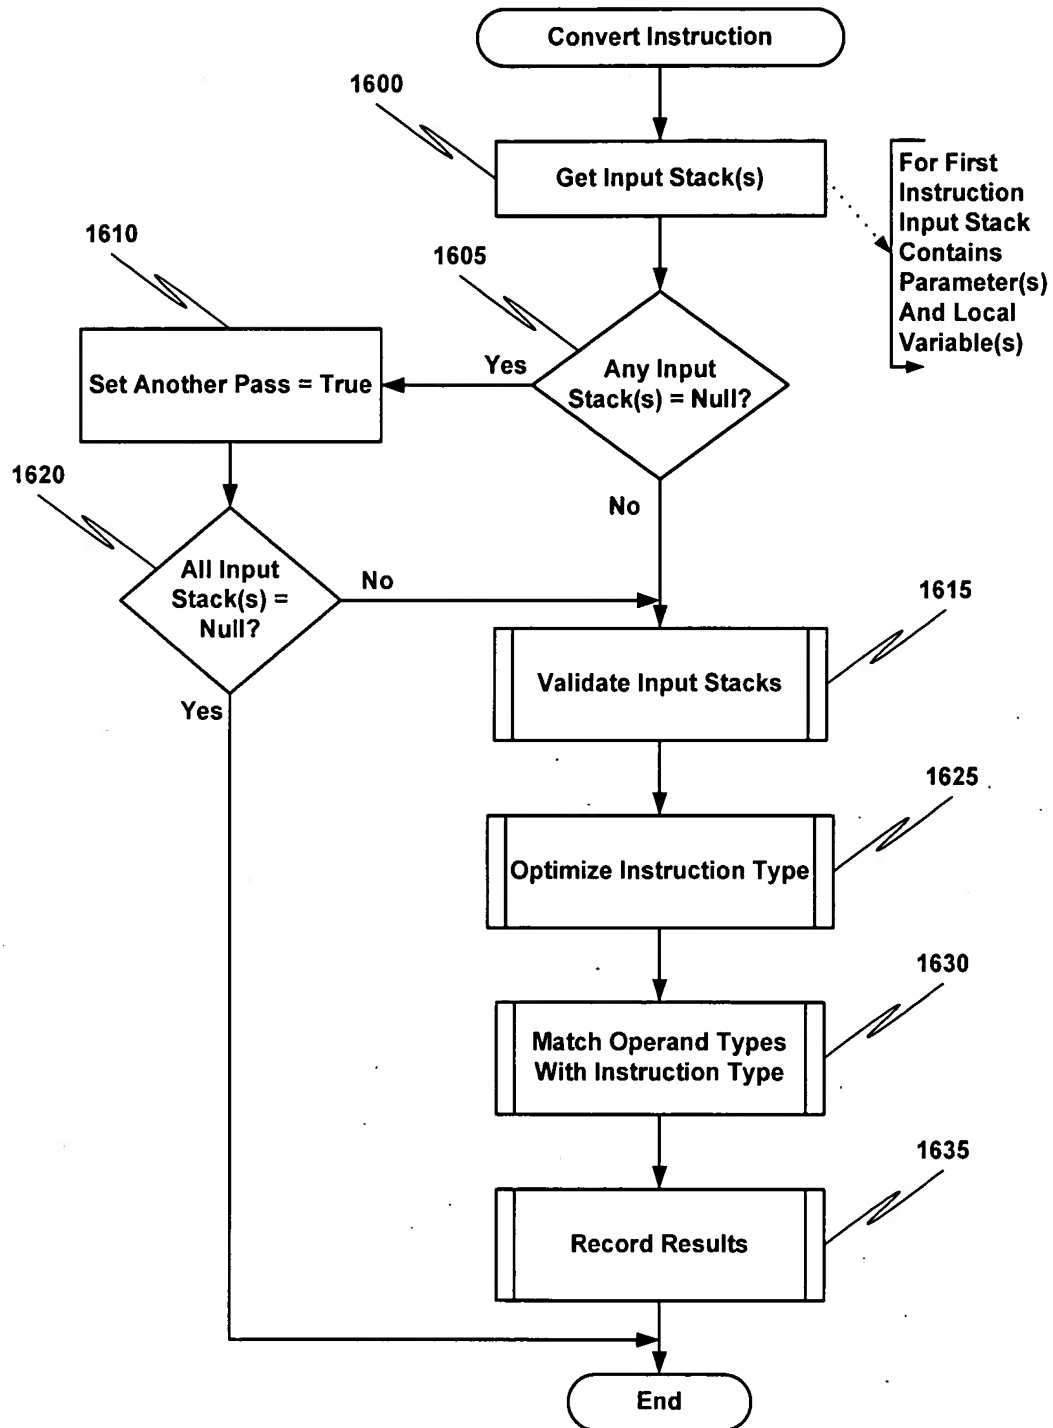 Convert Instruction
1600
Get Input Stack(s)
For First
Instruction
Input Stack
Contains
Parameter(s)
And Local
Variable(s)
1610
1605
Set Another Pass = True
Yes
Any Input
Stack(s) = Null?
1620
No
All Input
Stack(s) =
Null?
No
1615
Validate Input Stacks
Yes
1625
Optimize Instruction Type
1630
Match Operand Types
With Instruction Type
1635
Record Results
End